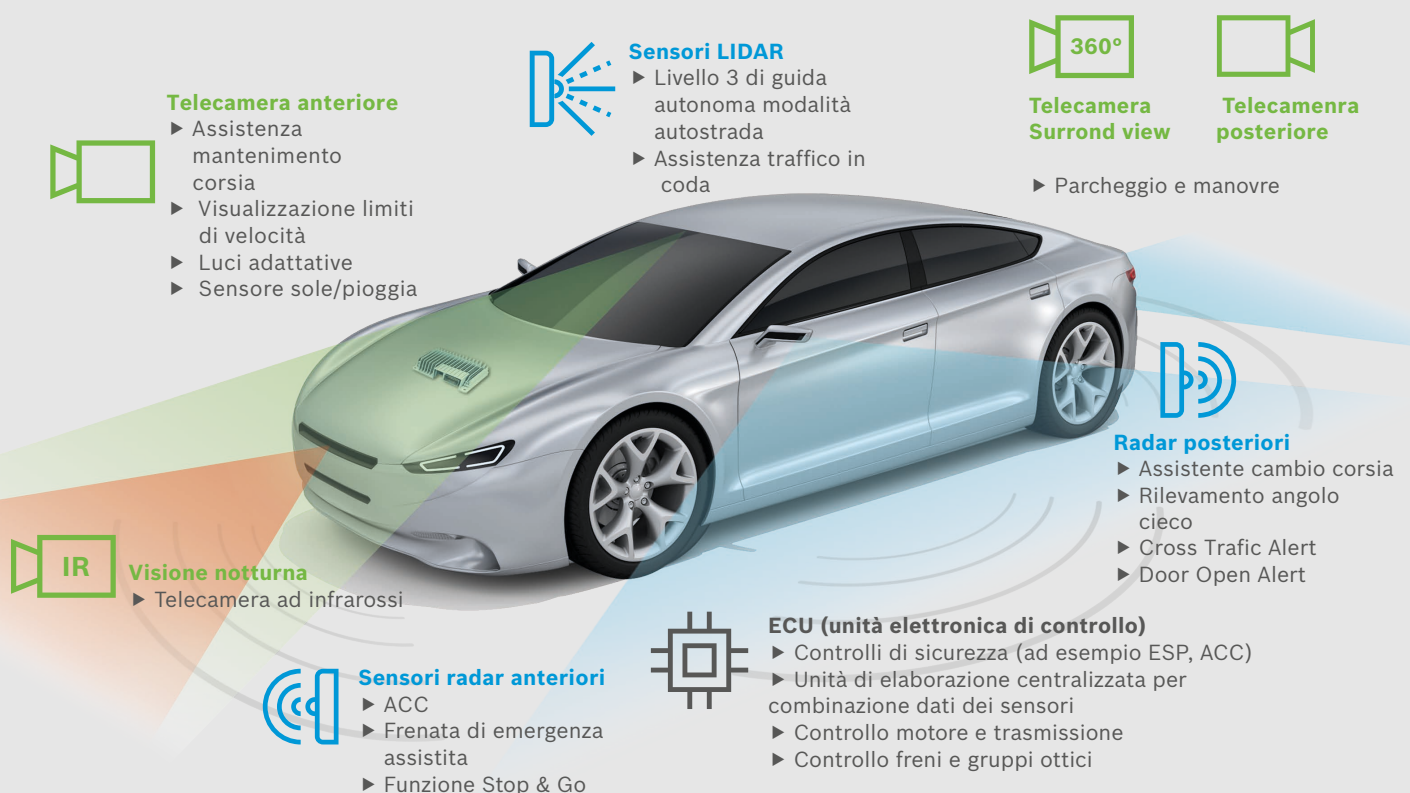 Telecamera anteriore
▶ Assistenza
mantenimento
corsia
▶ Visualizzazione limiti
di velocità
▶ Luci adattative
▶ Sensore sole/pioggia
Sensori LIDAR
▶ Livello 3 di guida
autonoma modalità
autostrada
▶ Assistenza traffico in
coda
360°
Telecamera
Surrond view
Telecamenra
posteriore
▶ Parcheggio e manovre
Radar posteriori
▶ Assistente cambio corsia
▶ Rilevamento angolo
cieco
▶ Cross Trafic Alert
▶ Door Open Alert
IR
Visione notturna
▶ Telecamera ad infrarossi
Sensori radar anteriori
▶ ACC
▶ Frenata di emergenza
assistita
▶ Funzione Stop & Go
ECU (unità elettronica di controllo)
▶ Controlli di sicurezza (ad esempio ESP, ACC)
▶ Unità di elaborazione centralizzata per
combinazione dati dei sensori
▶ Controllo motore e trasmissione
▶ Controllo freni e gruppi ottici